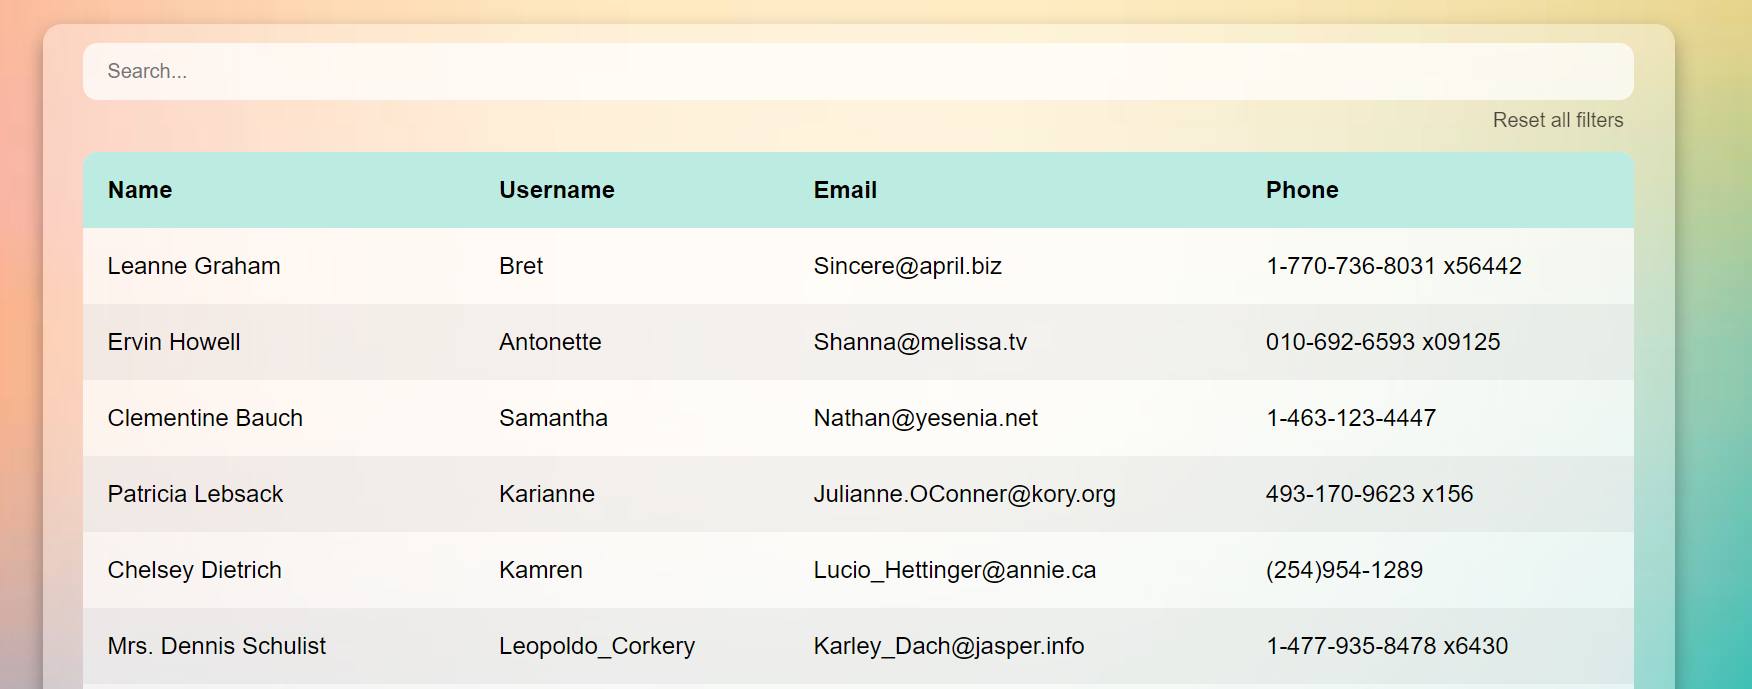 Search...
Reset all filters
Name Username Email Phone
Leanne Graham Bret Sincere@april.biz 1-770-736-8031 x56442
Ervin Howell Antonette Shanna@melissa.tv 010-692-6593 x09125
Clementine Bauch Samantha Nathan@yesenia.net 1-463-123-4447
Patricia Lebsack Karianne Julianne.OConner@kory.org 493-170-9623 x156
Chelsey Dietrich Kamren Lucio_Hettinger@annie.ca (254)954-1289
Mrs. Dennis Schulist Leopoldo_Corkery Karley_Dach@jasper.info 1-477-935-8478 x6430